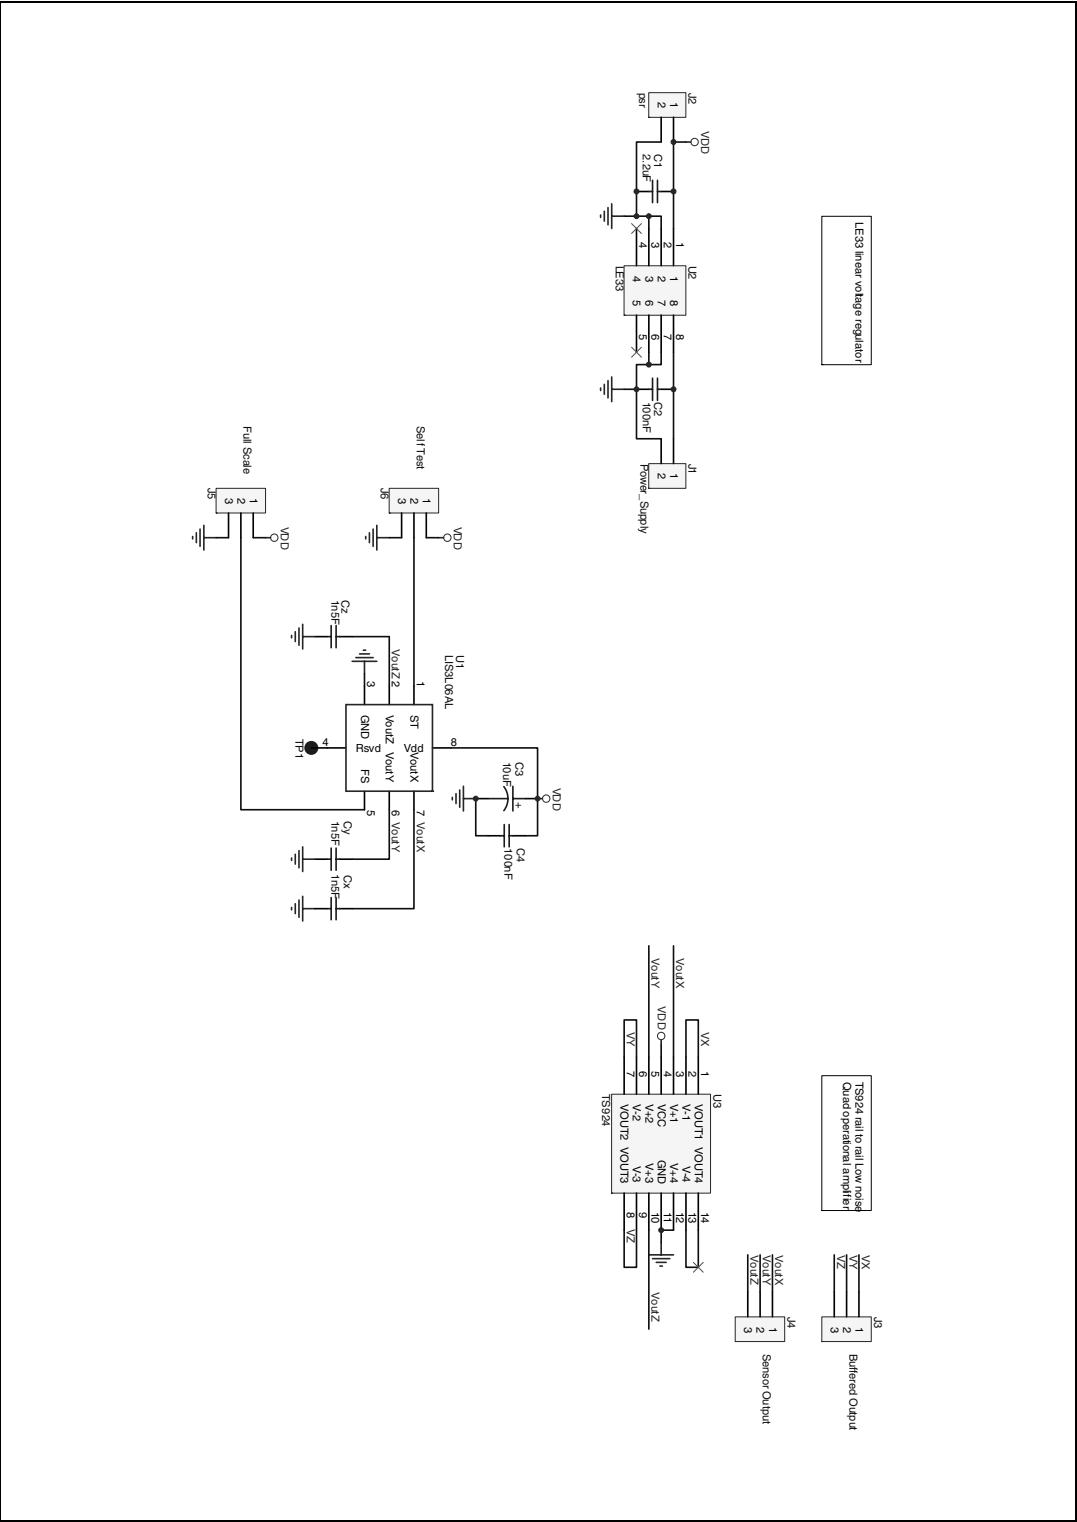 LE33 linear voltage regulator
J2
1
2
psr
VDD
C1
2.2uF
1
2
3
4
U2
1
2
3
4
8
7
6
5
LE33
8
7
6
5
C2
100nF
J1
1
2
Power_Supply
TS924 rail to rail Low noise
Quad operational amplifier
VoutX
VoutY
VDD
VX
VY
1
2
3
4
5
6
7
U3
VOUT1
V-1
V+1
VCC
V+2
V-2
VOUT2
VOUT4
V-4
V+4
GND
V+3
V-3
VOUT3
TS924
14
13
12
11
10
9
8
VZ
VoutZ
VX
VY
VZ
J3
1
2
3
Buffered Output
VoutX
VoutY
VoutZ
J4
1
2
3
Sensor Output
Self Test
J6
1
2
3
VDD
Full Scale
J5
1
2
3
VDD
Cz
1n5F
U1
LIS3L06AL
1
VoutZ 2
3
ST
VoutZ
GND
Vdd
Rsvd
VoutX
VoutY
FS
8
4
TP1
7
VoutX
6
VoutY
5
C3
10uF
+
VDD
C4
100nF
Cy
1n5F
Cx
1n5F